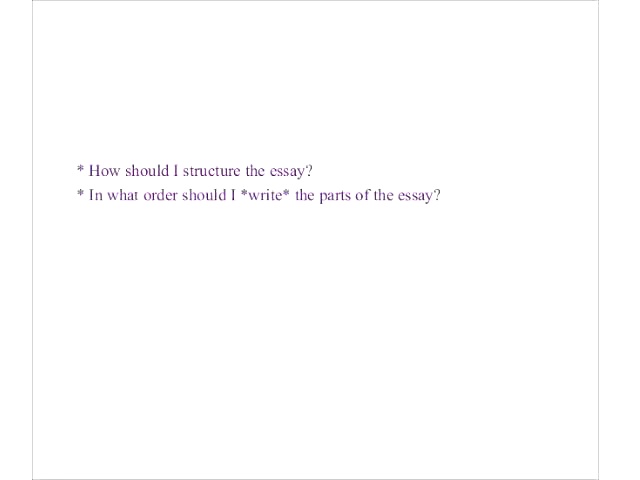 * How should I structure the essay?
* In what order should I *write* the parts of the essay?